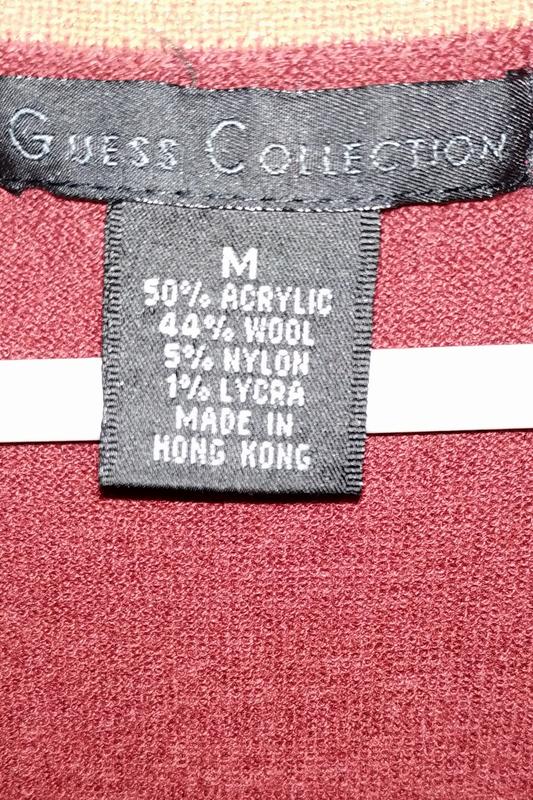 GUESS COLLECTION
M
50% ACRYLIC
44% WOOL
5% NYLON
1% LYCRA
MADE IN
HONG KONG